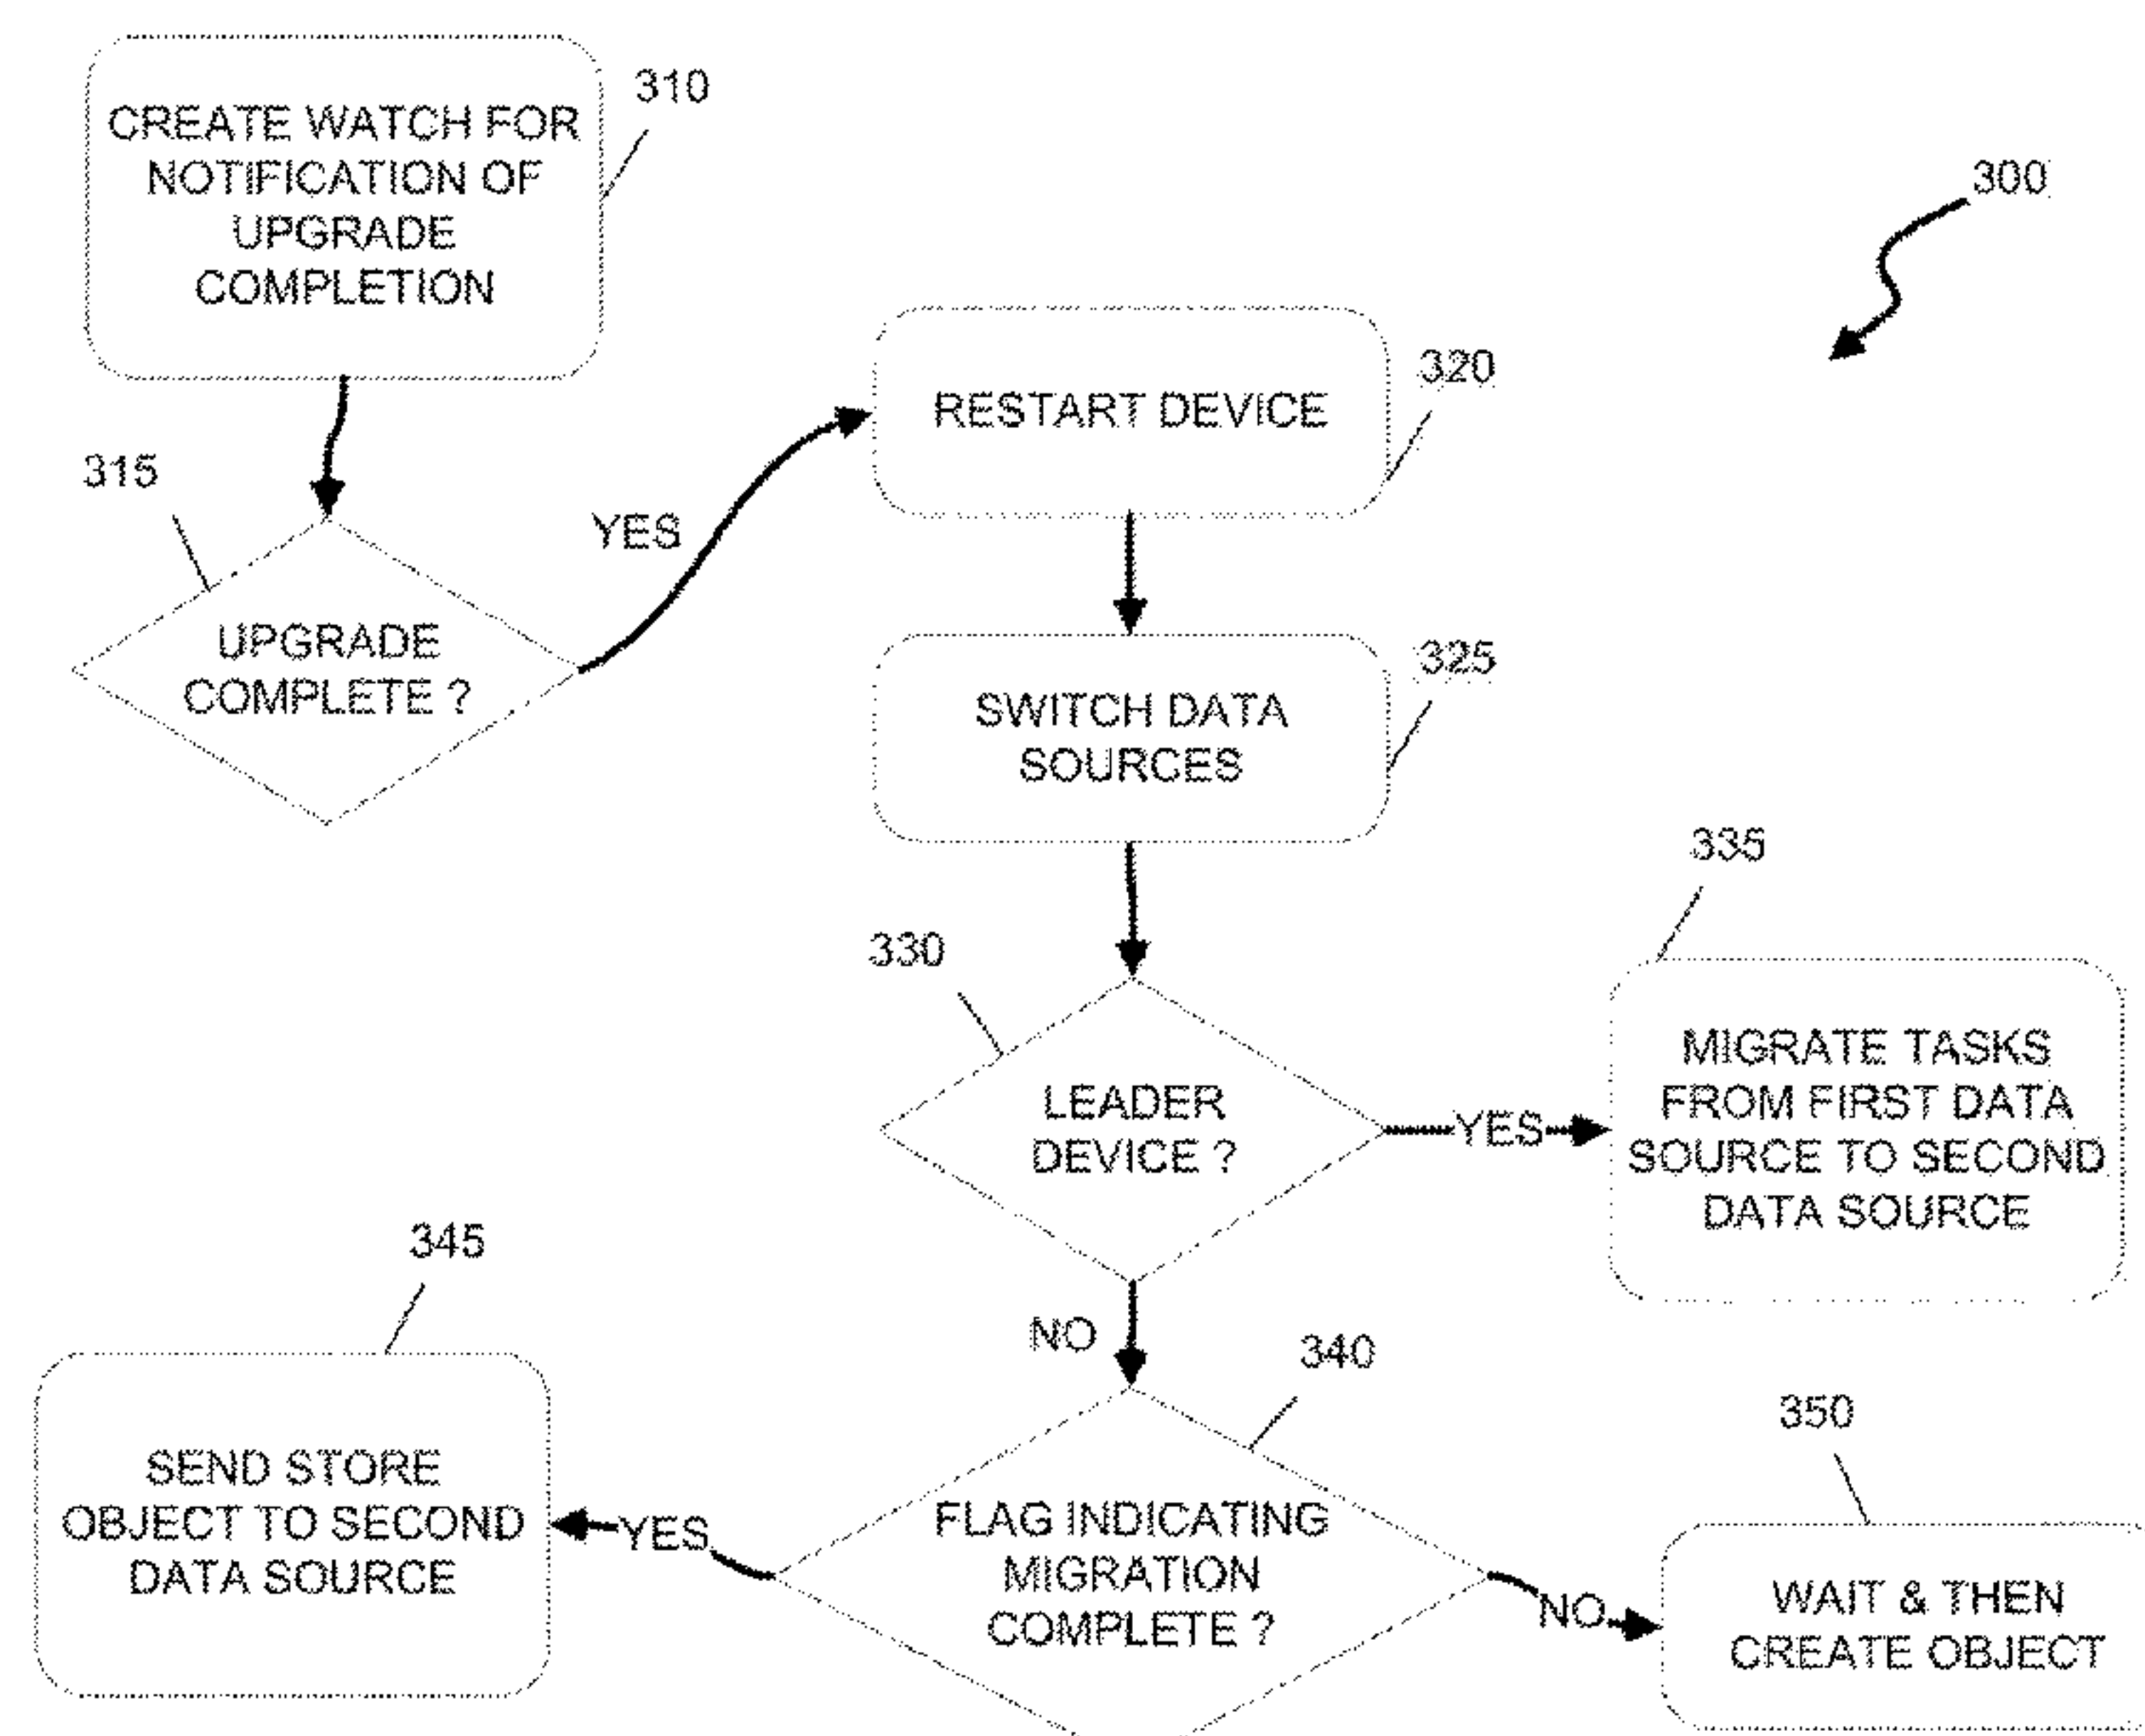 310
CREATE WATCH FOR
NOTIFICATION OF
UPGRADE
COMPLETION
300
320
RESTART DEVICE
315
YES
UPGRADE
COMPLETE ?
325
SWITCH DATA
SOURCES
335
330
MIGRATE TASKS
FROM FIRST DATA
SOURCE TO SECOND
DATA SOURCE
LEADER
DEVICE ?
YES
345
NO
340
350
SEND STORE
OBJECT TO SECOND
DATA SOURCE
YES
FLAG INDICATING
MIGRATION
COMPLETE ?
NO
WAIT & THEN
CREATE OBJECT